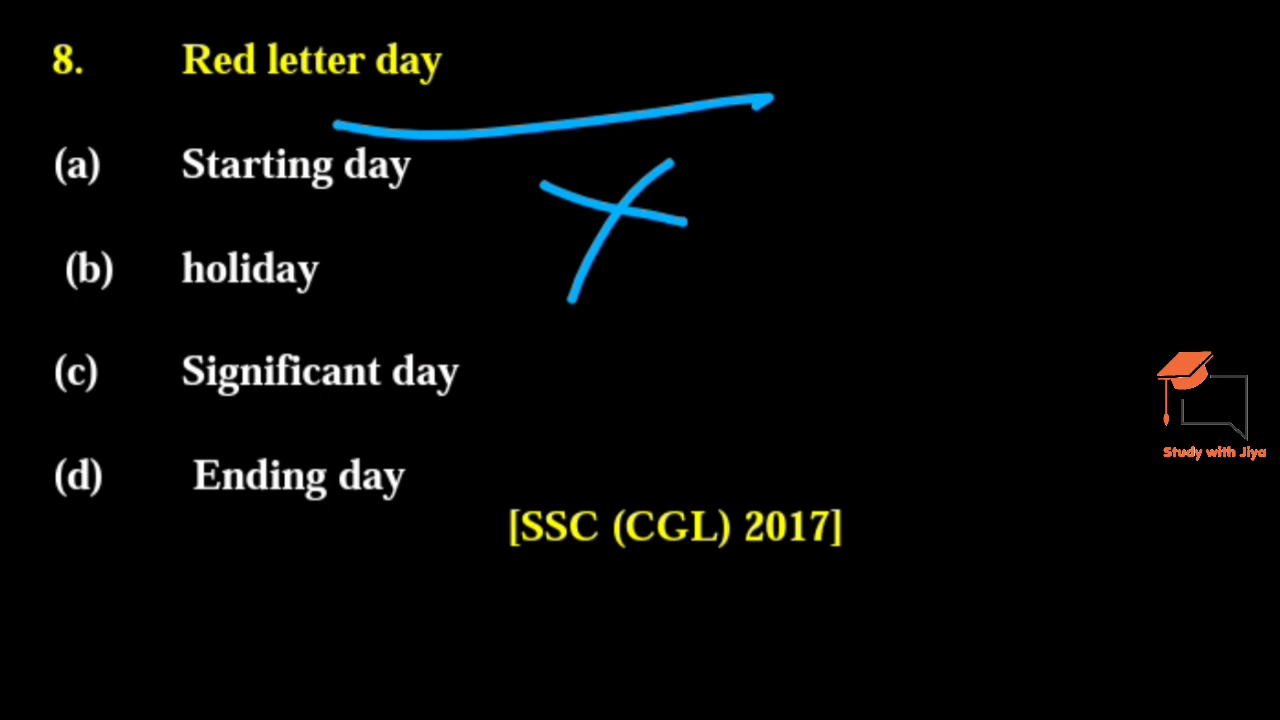 8. Red letter day
(a) Starting day
(b) holiday
(c) Significant day
(d) Ending day
[SSC (CGL) 2017]
Study with Jiya